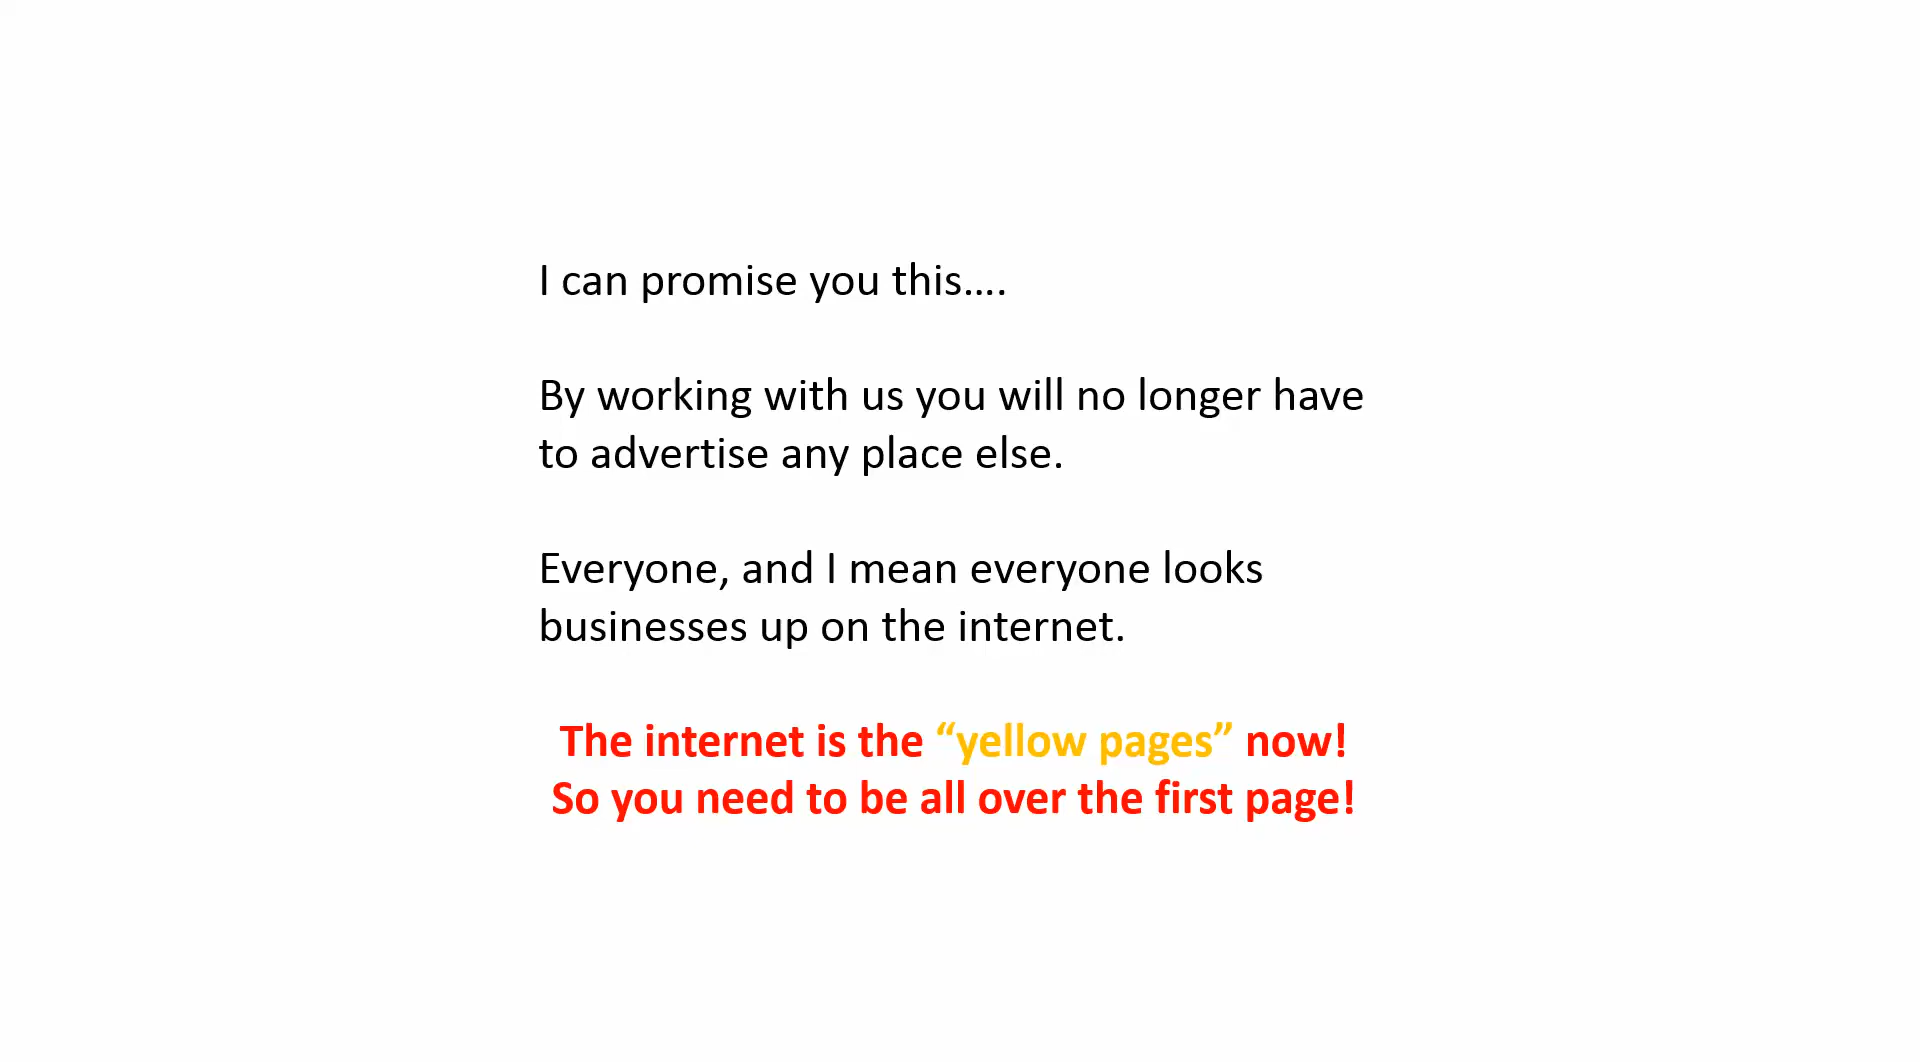 I can promise you this....
By working with us you will no longer have
to advertise any place else.
Everyone, and I mean everyone looks
businesses up on the internet.
The internet is the “yellow pages” now!
So you need to be all over the first page!